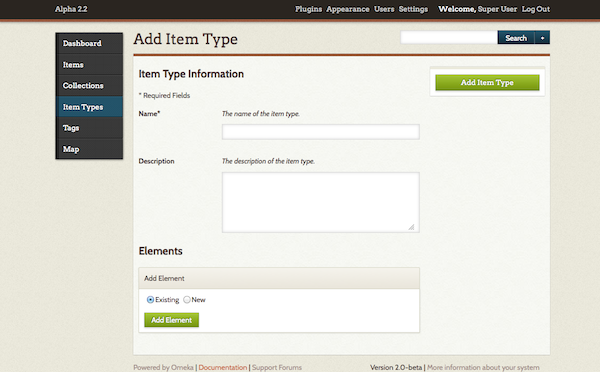 Alpha 2.2
Plugins Appearance Users Settings Welcome, Super User Log Out
Dashboard
Items
Collections
Item Types
Tags
Map
Add Item Type
Search +
Item Type Information
* Required Fields
Name*
The name of the item type.
Description
The description of the item type.
Elements
Add Element
Existing New
Add Element
Add Item Type
Powered by Omeka | Documentation | Support Forums
Version 2.0-beta | More information about your system